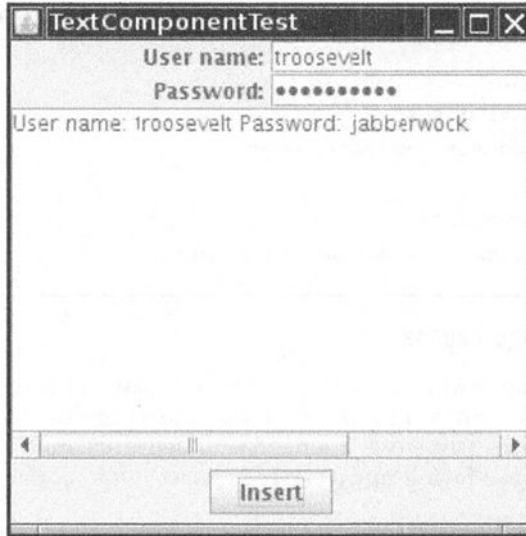 TextComponentTest
User name: troosevelt
Password: ●●●●●●●●●●
User name: troosevelt Password: jabberwock
Insert